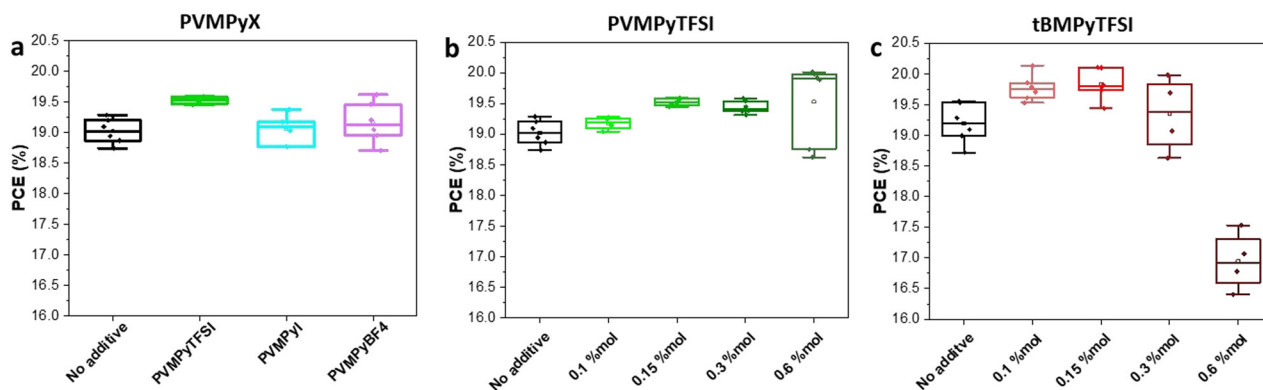 PVMPyX
a
20.5
20.0
19.5
19.0
18.5
18.0
17.5
17.0
16.5
16.0
PCE (%)
No additive
PVMPyTFSI
PVMPyI
PVMPyBF4
PVMPyTFSI
b
20.5
20.0
19.5
19.0
18.5
18.0
17.5
17.0
16.5
16.0
PCE (%)
No additive
0.1 %mol
0.15 %mol
0.3 %mol
0.6 %mol
tBMPyTFSI
c
20.5
20.0
19.5
19.0
18.5
18.0
17.5
17.0
16.5
16.0
PCE (%)
No additve
0.1 %mol
0.15 %mol
0.3 %mol
0.6 %mol